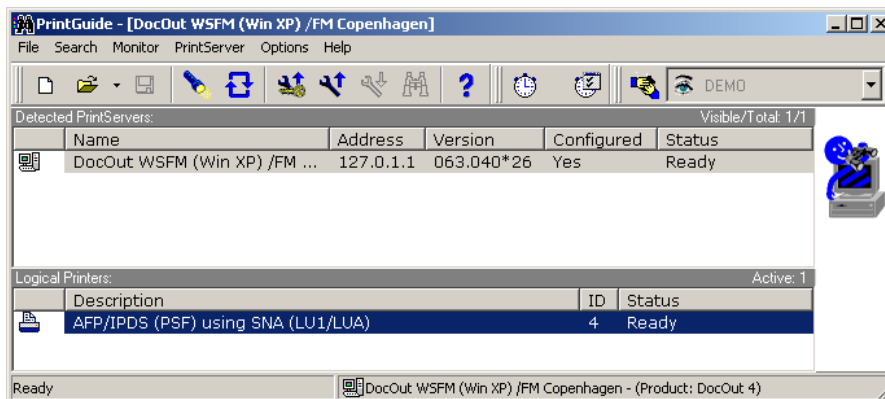 PrintGuide - [DocOut WSFM (Win XP) /FM Copenhagen]
File Search Monitor PrintServer Options Help
DEMO
Detected PrintServers: Visible/Total: 1/1
Name Address Version Configured Status
DocOut WSFM (Win XP) /FM ... 127.0.1.1 063.040*26 Yes Ready
Logical Printers: Active: 1
Description ID Status
AFP/IPDS (PSF) using SNA (LU1/LUA) 4 Ready
Ready DocOut WSFM (Win XP) /FM Copenhagen - (Product: DocOut 4)